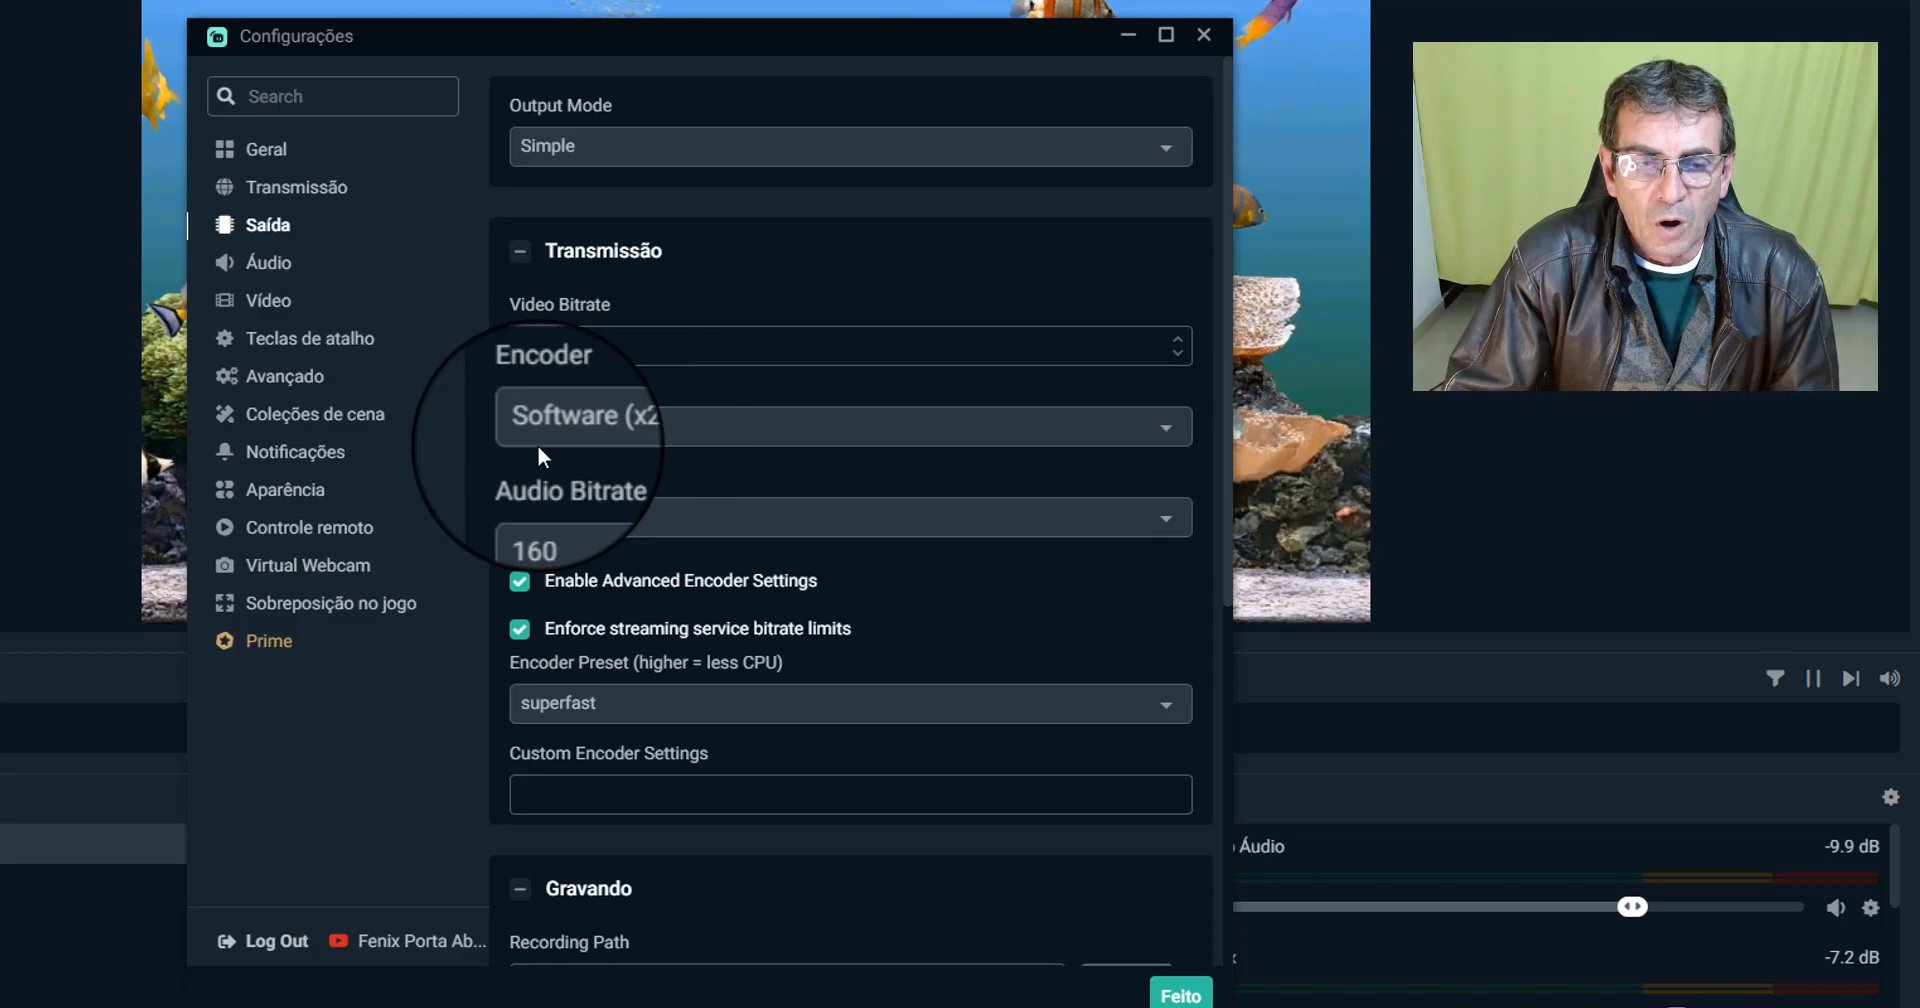 Configurações
Search
Geral
Transmissão
Saída
Áudio
Vídeo
Teclas de atalho
Avançado
Coleções de cena
Notificações
Aparência
Controle remoto
Virtual Webcam
Sobreposição no jogo
Prime
Log Out
Fenix Porta Ab...
Output Mode
Simple
Transmissão
Video Bitrate
Encoder
Software (x2
Audio Bitrate
160
Enable Advanced Encoder Settings
Enforce streaming service bitrate limits
Encoder Preset (higher = less CPU)
superfast
Custom Encoder Settings
Gravando
Recording Path
Feito
Áudio
-9.9 dB
-7.2 dB